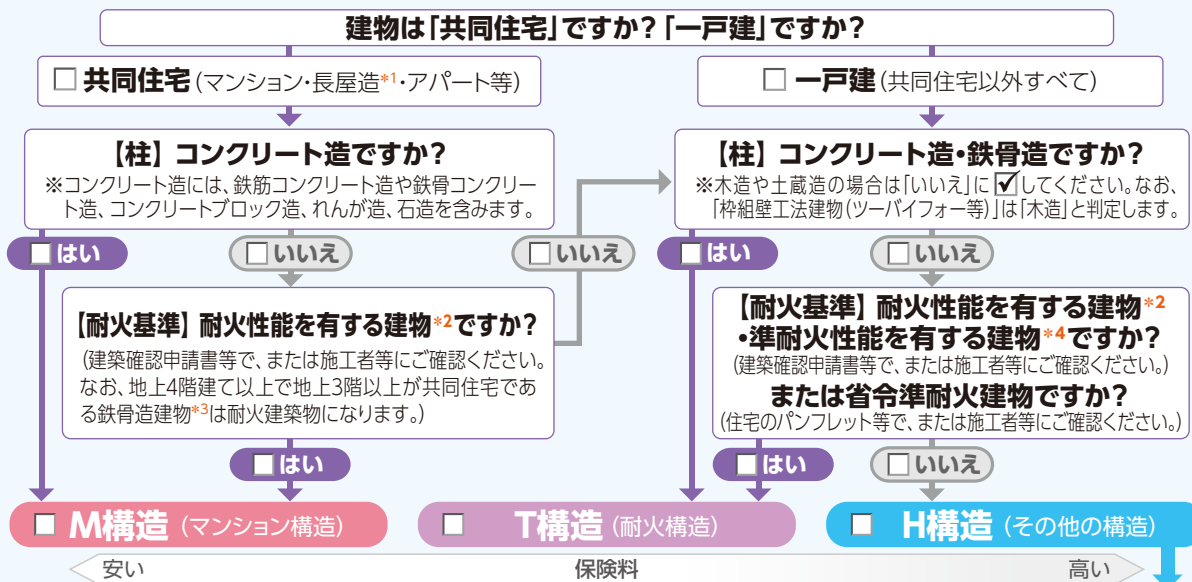 建物は「共同住宅」ですか？「一戸建」ですか？
共同住宅（マンション・長屋造*1・アパート等）
一戸建（共同住宅以外すべて）
【柱】コンクリート造ですか？
※コンクリート造には、鉄筋コンクリート造や鉄骨コンクリー
ト造、コンクリートブロック造、れんが造、石造を含みます。
【柱】コンクリート造・鉄骨造ですか？
※木造や土蔵造の場合は「いいえ」に☑してください。なお、
「枠組壁工法建物（ツーバイフォー等）」は「木造」と判定します。
はい
いいえ
いいえ
はい
いいえ
【耐火基準】耐火性能を有する建物*2ですか？
（建築確認申請書等で、または施工者等にご確認ください。
なお、地上4階建て以上で地上3階以上が共同住宅であ
る鉄骨造建物*3は耐火建築物になります。）
【耐火基準】耐火性能を有する建物*2
・準耐火性能を有する建物*4ですか？
（建築確認申請書等で、または施工者等にご確認ください。）
または省令準耐火建物ですか？
（住宅のパンフレット等で、または施工者等にご確認ください。）
はい
はい
いいえ
M構造（マンション構造）
T構造（耐火構造）
H構造（その他の構造）
安い
保険料
高い